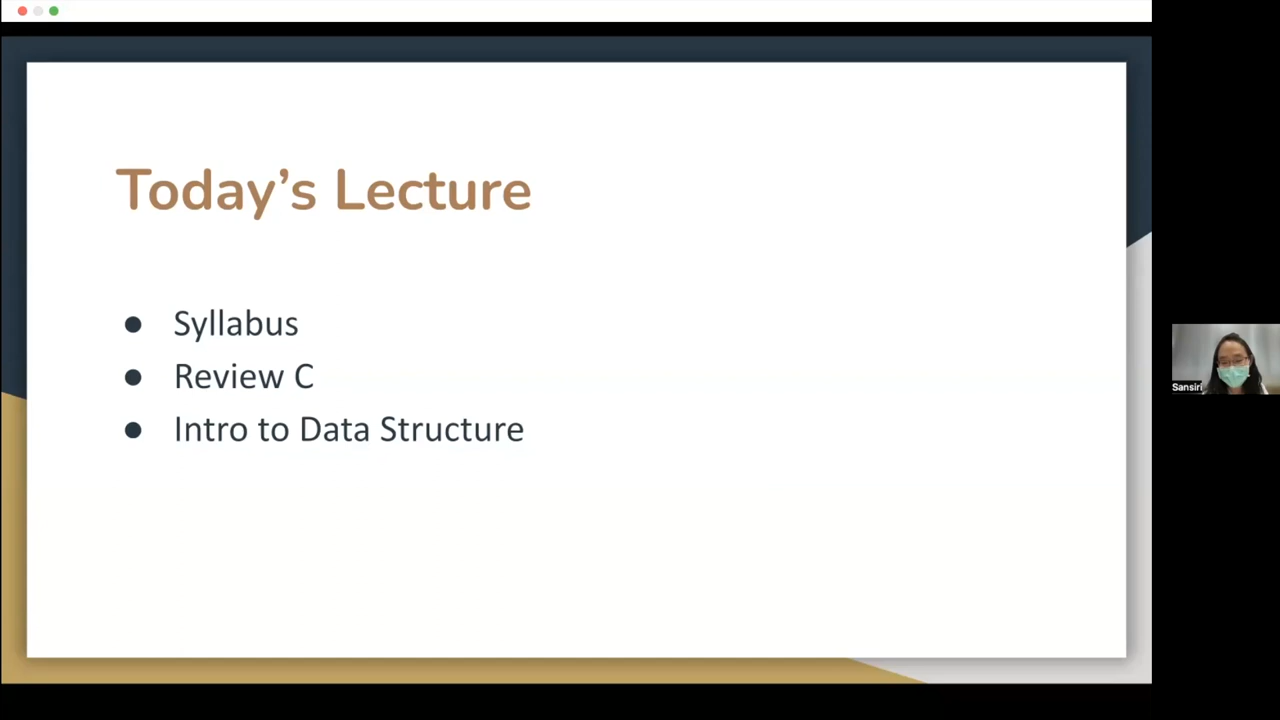 Today’s Lecture
● Syllabus
● Review C
● Intro to Data Structure
Sansiri